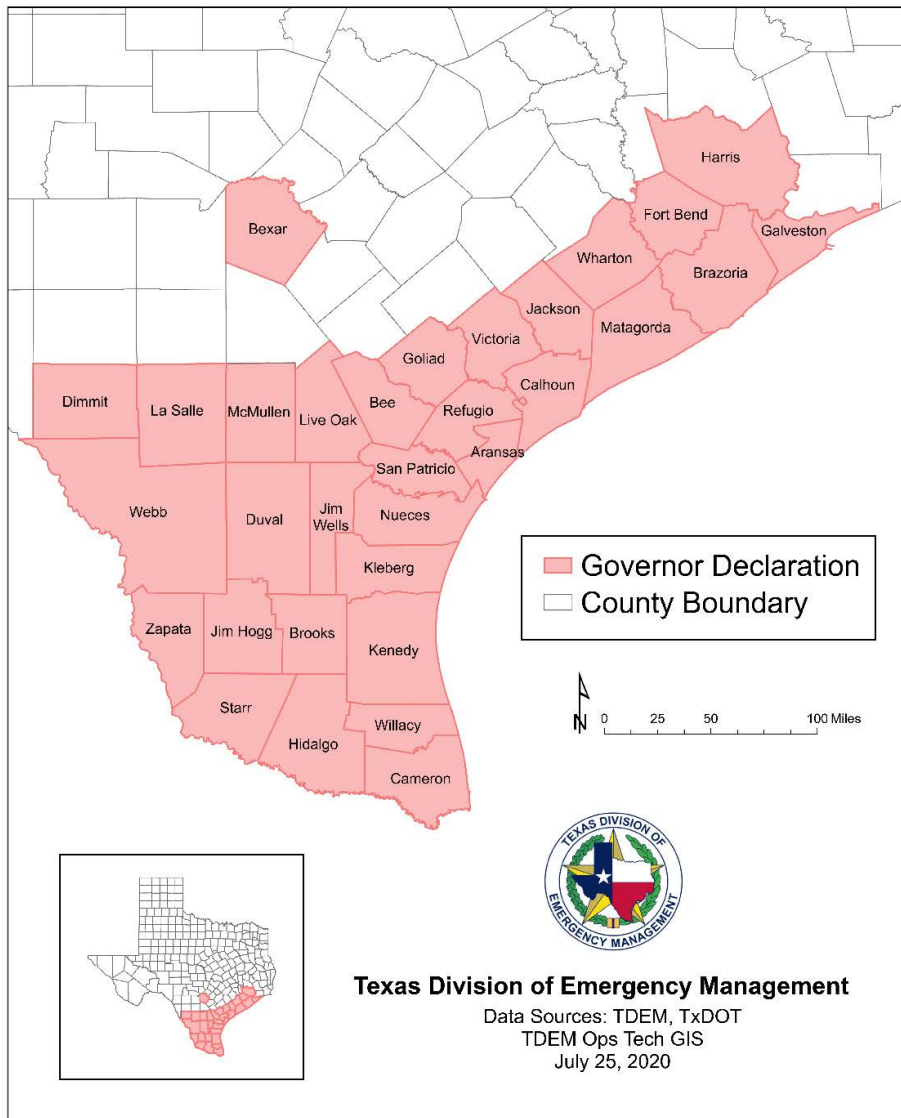 Harris
Fort Bend
Bexar
Galveston
Wharton
Brazoria
Jackson
Matagorda
Victoria
Goliad
Calhoun
Dimmit
La Salle
McMullen
Bee
Refugio
Live Oak
Aransas
San Patricio
Webb
Duval
Jim
Wells
Nueces
Kleberg
Zapata
Jim Hogg
Brooks
Kenedy
Starr
Willacy
Hidalgo
Cameron
Governor Declaration
County Boundary
N
0 25 50 100 Miles
TEXAS DIVISION OF
EMERGENCY MANAGEMENT
Texas Division of Emergency Management
Data Sources: TDEM, TxDOT
TDEM Ops Tech GIS
July 25, 2020